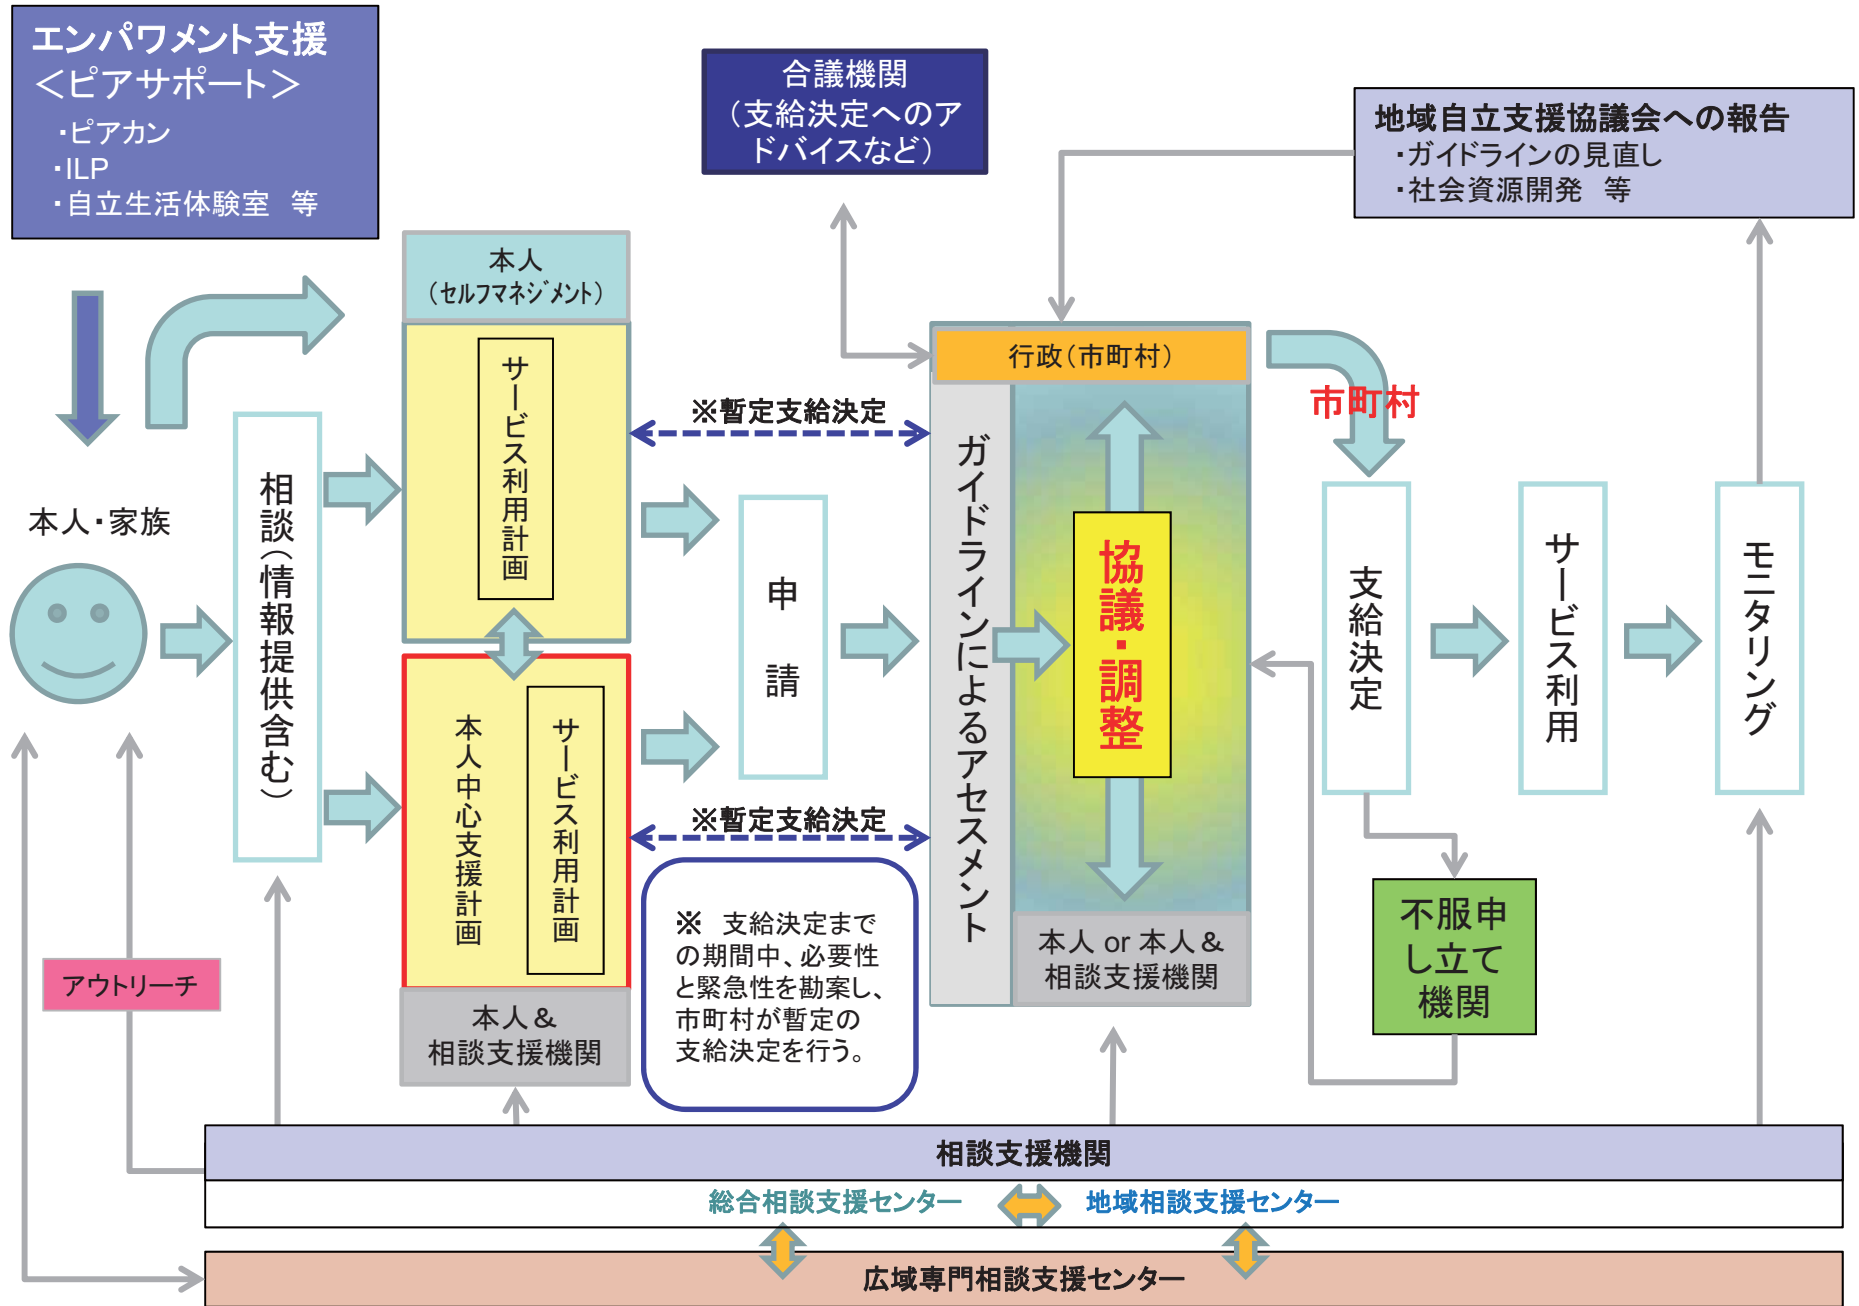 エンパワメント支援
＜ピアサポート＞
・ピアカン
・ILP
・自立生活体験室　等
合議機関
（支給決定へのア
ドバイスなど）
地域自立支援協議会への報告
・ガイドラインの見直し
・社会資源開発　等
本人
（セルフマネジメント）
サービス利用計画
行政（市町村）
市町村
※暫定支給決定
本人・家族
相談（情報提供含む）
申請
ガイドラインによるアセスメント
協議・調整
支給決定
サービス利用
モニタリング
本人中心支援計画
サービス利用計画
※暫定支給決定
※　支給決定まで
の期間中、必要性
と緊急性を勘案し、
市町村が暫定の
支給決定を行う。
本人 or 本人＆
相談支援機関
不服申
し立て
機関
アウトリーチ
本人＆
相談支援機関
相談支援機関
総合相談支援センター
地域相談支援センター
広域専門相談支援センター